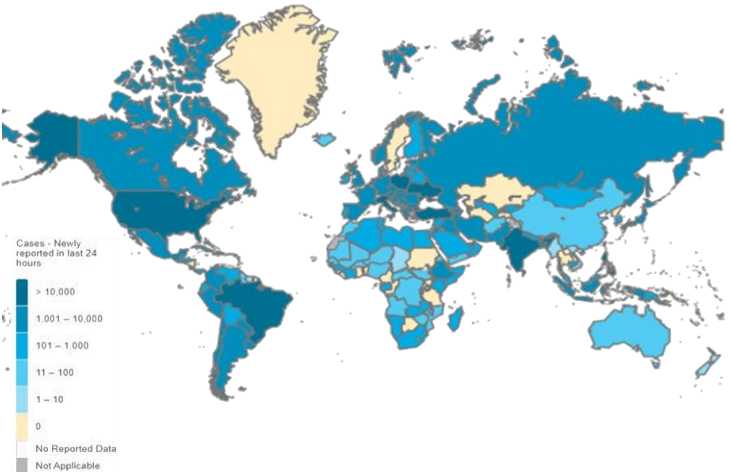 Cases - Newly
reported in last 24
hours
> 10,000
1,001 – 10,000
101 – 1,000
11 – 100
1 – 10
0
No Reported Data
Not Applicable